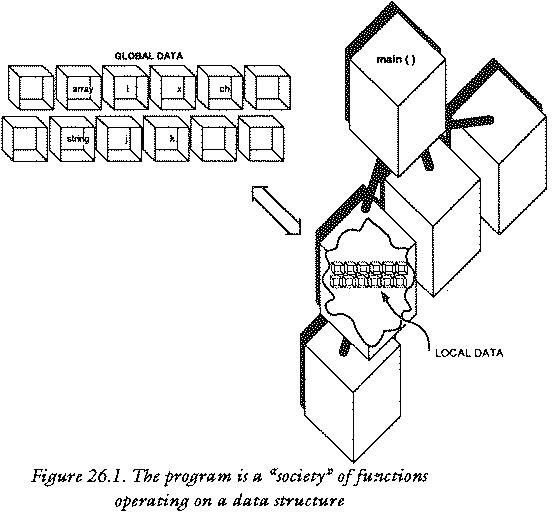 GLOBAL DATA
array i x ch
string j k
main ( )
LOCAL DATA
Figure 26.1. The program is a "society" of functions
operating on a data structure